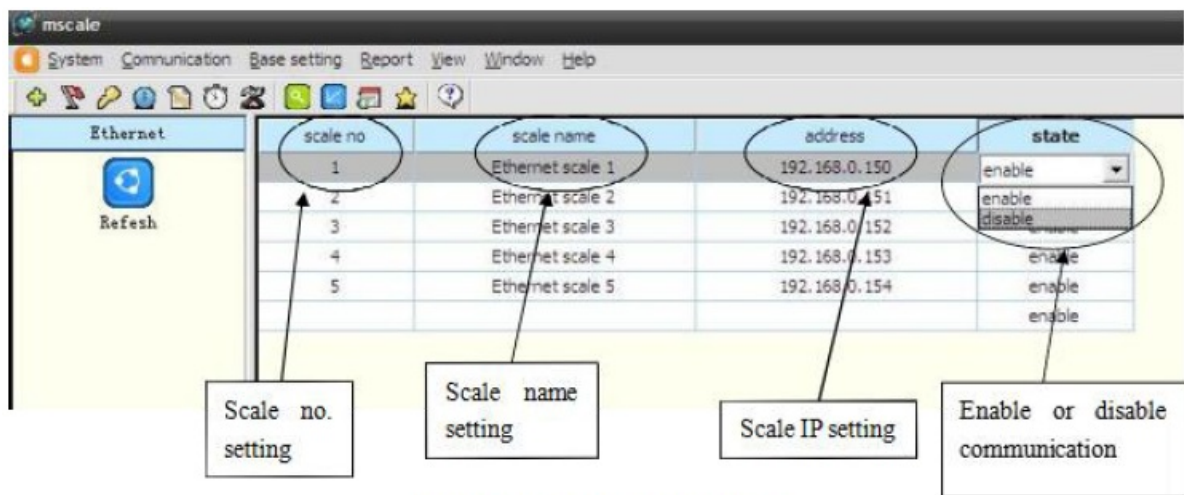 mscale
System Communication Base setting Report View Window Help
Ethernet
Refesh
scale no scale name address state
1 Ethernet scale 1 192.168.0.150 enable
enable
disable
2 Ethernet scale 2 192.168.0.151
3 Ethernet scale 3 192.168.0.152 enable
4 Ethernet scale 4 192.168.0.153 enable
5 Ethernet scale 5 192.168.0.154 enable
enable
Scale no.
setting
Scale name
setting
Scale IP setting
Enable or disable
communication